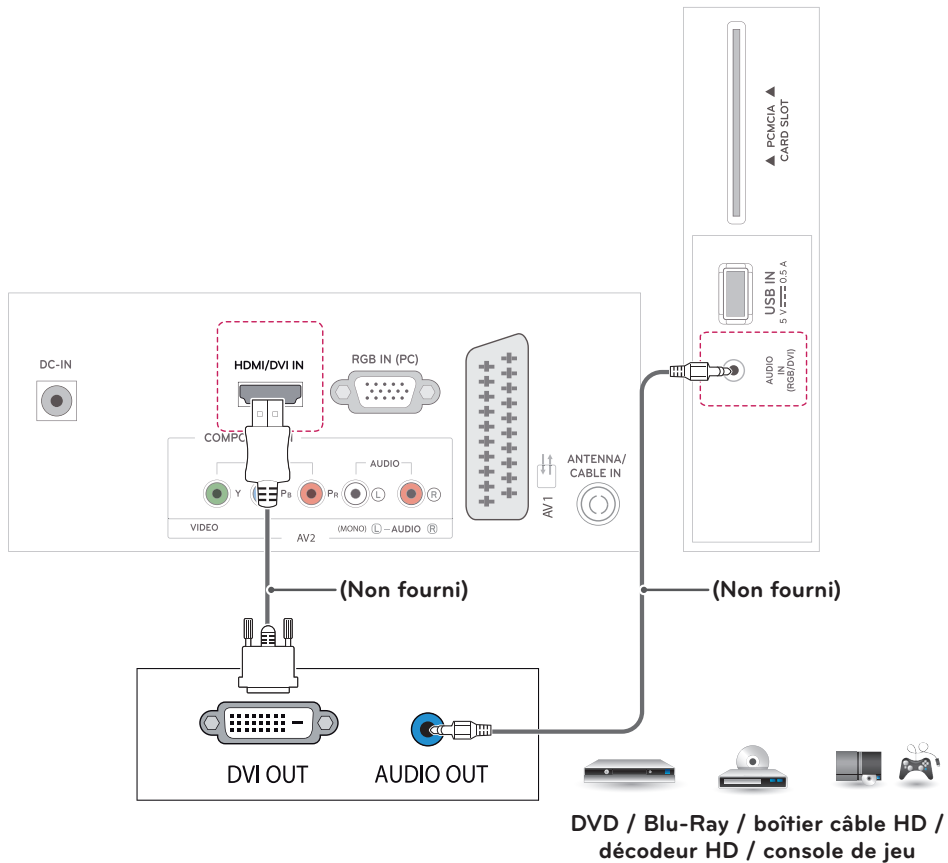 ▲ PCMCIA ▲
CARD SLOT
USB IN
5 V 0.5 A
AUDIO
IN
(RGB/DVI)
DC-IN
HDMI/DVI IN
RGB IN (PC)
AUDIO
Y
PB
PR
L
R
VIDEO
(MONO) L AUDIO R
AV2
AV1
ANTENNA/
CABLE IN
(Non fourni)
(Non fourni)
DVI OUT
AUDIO OUT
DVD / Blu-Ray / boîtier câble HD /
décodeur HD / console de jeu